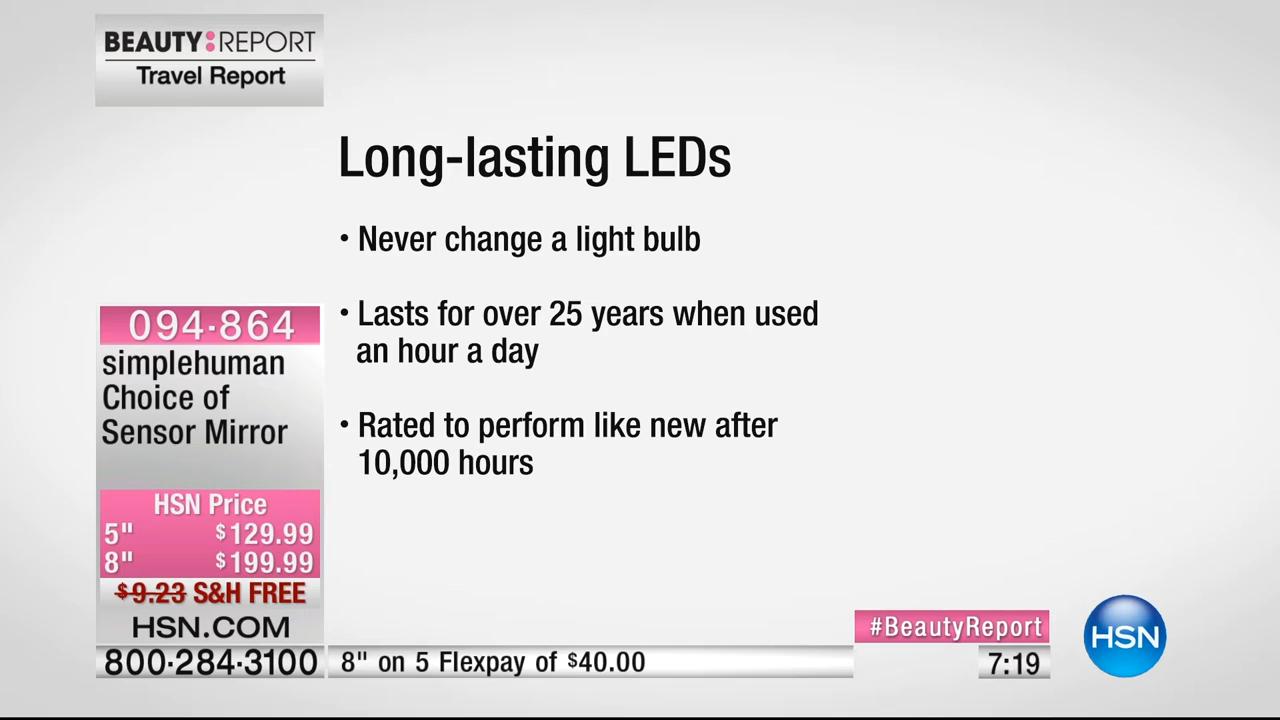 BEAUTY:REPORT
Travel Report
Long-lasting LEDs
• Never change a light bulb
• Lasts for over 25 years when used
an hour a day
• Rated to perform like new after
10,000 hours
094·864
simplehuman
Choice of
Sensor Mirror
HSN Price
5" $129.99
8" $199.99
$9.23 S&H FREE
HSN.COM
800·284·3100
8" on 5 Flexpay of $40.00
#BeautyReport
7:19
HSN